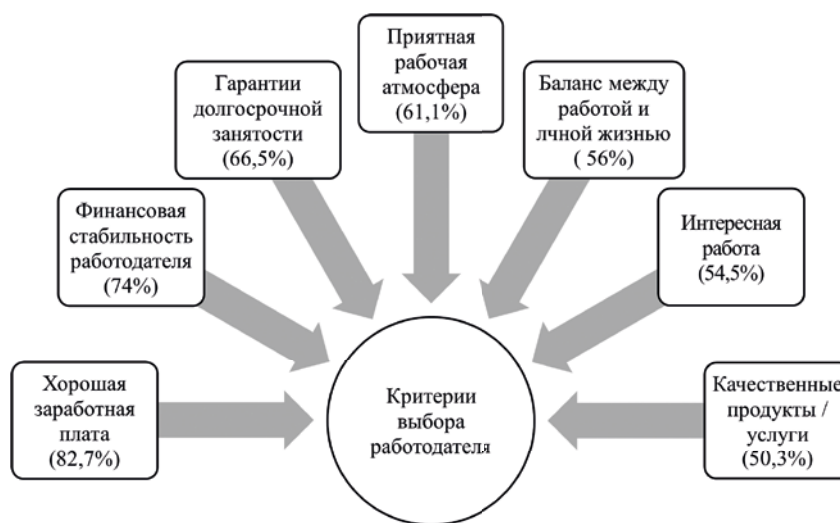 Хорошая
заработная
плата
(82,7%)
Финансовая
стабильность
работодателя
(74%)
Гарантии
долгосрочной
занятости
(66,5%)
Приятная
рабочая
атмосфера
(61,1%)
Баланс между
работой и
лчной жизнью
( 56%)
Интересная
работа
(54,5%)
Качественные
продукты /
услуги
(50,3%)
Критерии
выбора
работодателя